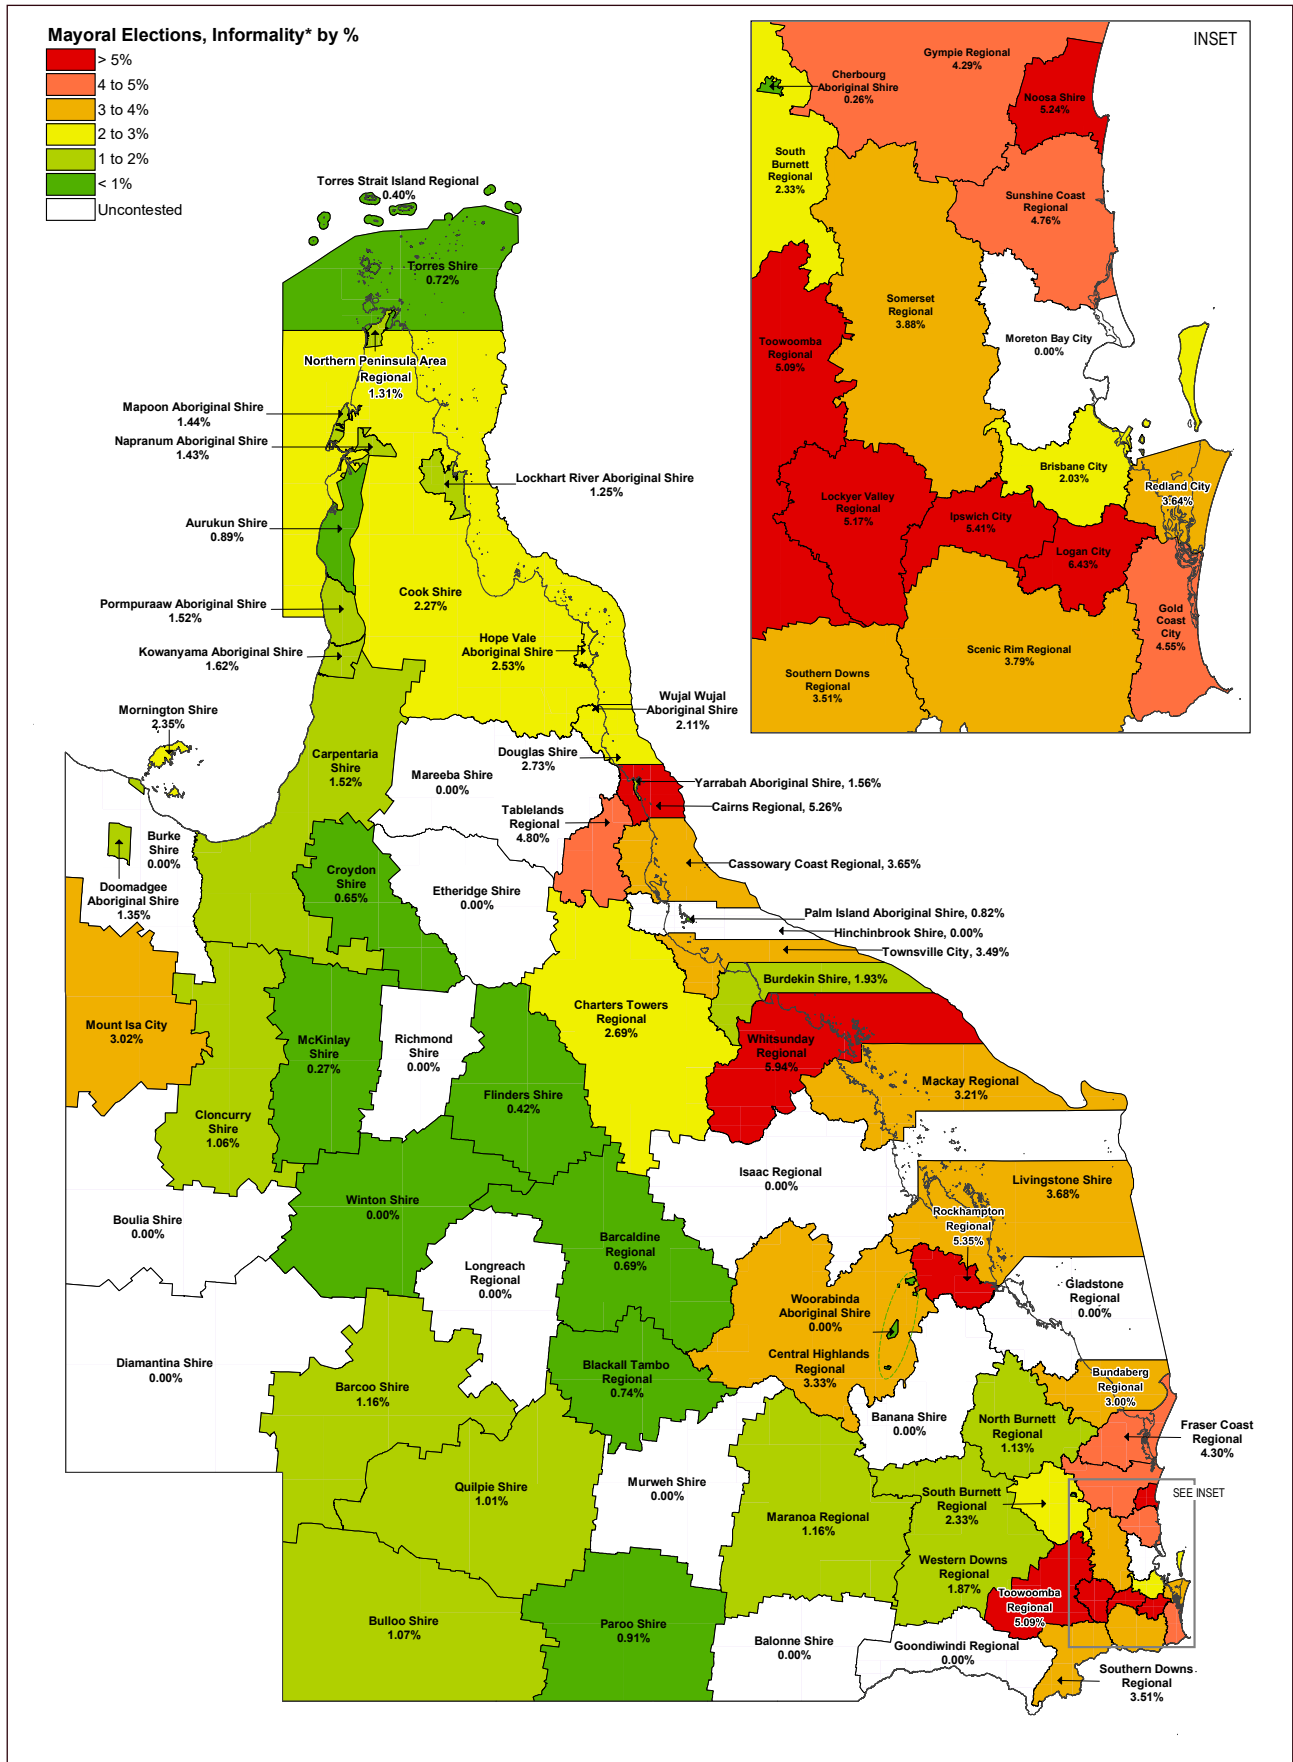 Mayoral Elections, Informality* by %
> 5%
4 to 5%
3 to 4%
2 to 3%
1 to 2%
< 1%
Uncontested
INSET
Gympie Regional
4.29%
Cherbourg
Aboriginal Shire
0.26%
Noosa Shire
5.24%
South
Burnett
Regional
2.33%
Sunshine Coast
Regional
4.76%
Somerset
Regional
3.88%
Moreton Bay City
0.00%
Toowoomba
Regional
5.09%
Brisbane City
2.03%
Redland City
3.64%
Lockyer Valley
Regional
5.17%
Ipswich City
5.41%
Logan City
6.43%
Gold
Coast
City
4.55%
Scenic Rim Regional
3.79%
Southern Downs
Regional
3.51%
Torres Strait Island Regional
0.40%
Torres Shire
0.72%
Northern Peninsula Area
Regional
1.31%
Mapoon Aboriginal Shire
1.44%
Napranum Aboriginal Shire
1.43%
Lockhart River Aboriginal Shire
1.25%
Aurukun Shire
0.89%
Cook Shire
2.27%
Pormpuraaw Aboriginal Shire
1.52%
Hope Vale
Aboriginal Shire
2.53%
Kowanyama Aboriginal Shire
1.62%
Wujal Wujal
Aboriginal Shire
2.11%
Mornington Shire
2.35%
Carpentaria
Shire
1.52%
Douglas Shire
2.73%
Mareeba Shire
0.00%
Yarrabah Aboriginal Shire, 1.56%
Cairns Regional, 5.26%
Tablelands
Regional
4.80%
Burke
Shire
0.00%
Doomadgee
Aboriginal Shire
1.35%
Croydon
Shire
0.65%
Etheridge Shire
0.00%
Cassowary Coast Regional, 3.65%
Palm Island Aboriginal Shire, 0.82%
Hinchinbrook Shire, 0.00%
Townsville City, 3.49%
Burdekin Shire, 1.93%
Charters Towers
Regional
2.69%
Mount Isa City
3.02%
McKinlay
Shire
0.27%
Richmond
Shire
0.00%
Whitsunday
Regional
5.94%
Mackay Regional
3.21%
Flinders Shire
0.42%
Cloncurry
Shire
1.06%
Isaac Regional
0.00%
Livingstone Shire
3.68%
Winton Shire
0.00%
Boulia Shire
0.00%
Rockhampton
Regional
5.35%
Barcaldine
Regional
0.69%
Longreach
Regional
0.00%
Gladstone
Regional
0.00%
Woorabinda
Aboriginal Shire
0.00%
Central Highlands
Regional
3.33%
Diamantina Shire
0.00%
Blackall Tambo
Regional
0.74%
Barcoo Shire
1.16%
Bundaberg
Regional
3.00%
Banana Shire
0.00%
North Burnett
Regional
1.13%
Fraser Coast
Regional
4.30%
Quilpie Shire
1.01%
Murweh Shire
0.00%
South Burnett
Regional
2.33%
SEE INSET
Maranoa Regional
1.16%
Western Downs
Regional
1.87%
Toowoomba
Regional
5.09%
Bulloo Shire
1.07%
Paroo Shire
0.91%
Balonne Shire
0.00%
Goondiwindi Regional
0.00%
Southern Downs
Regional
3.51%